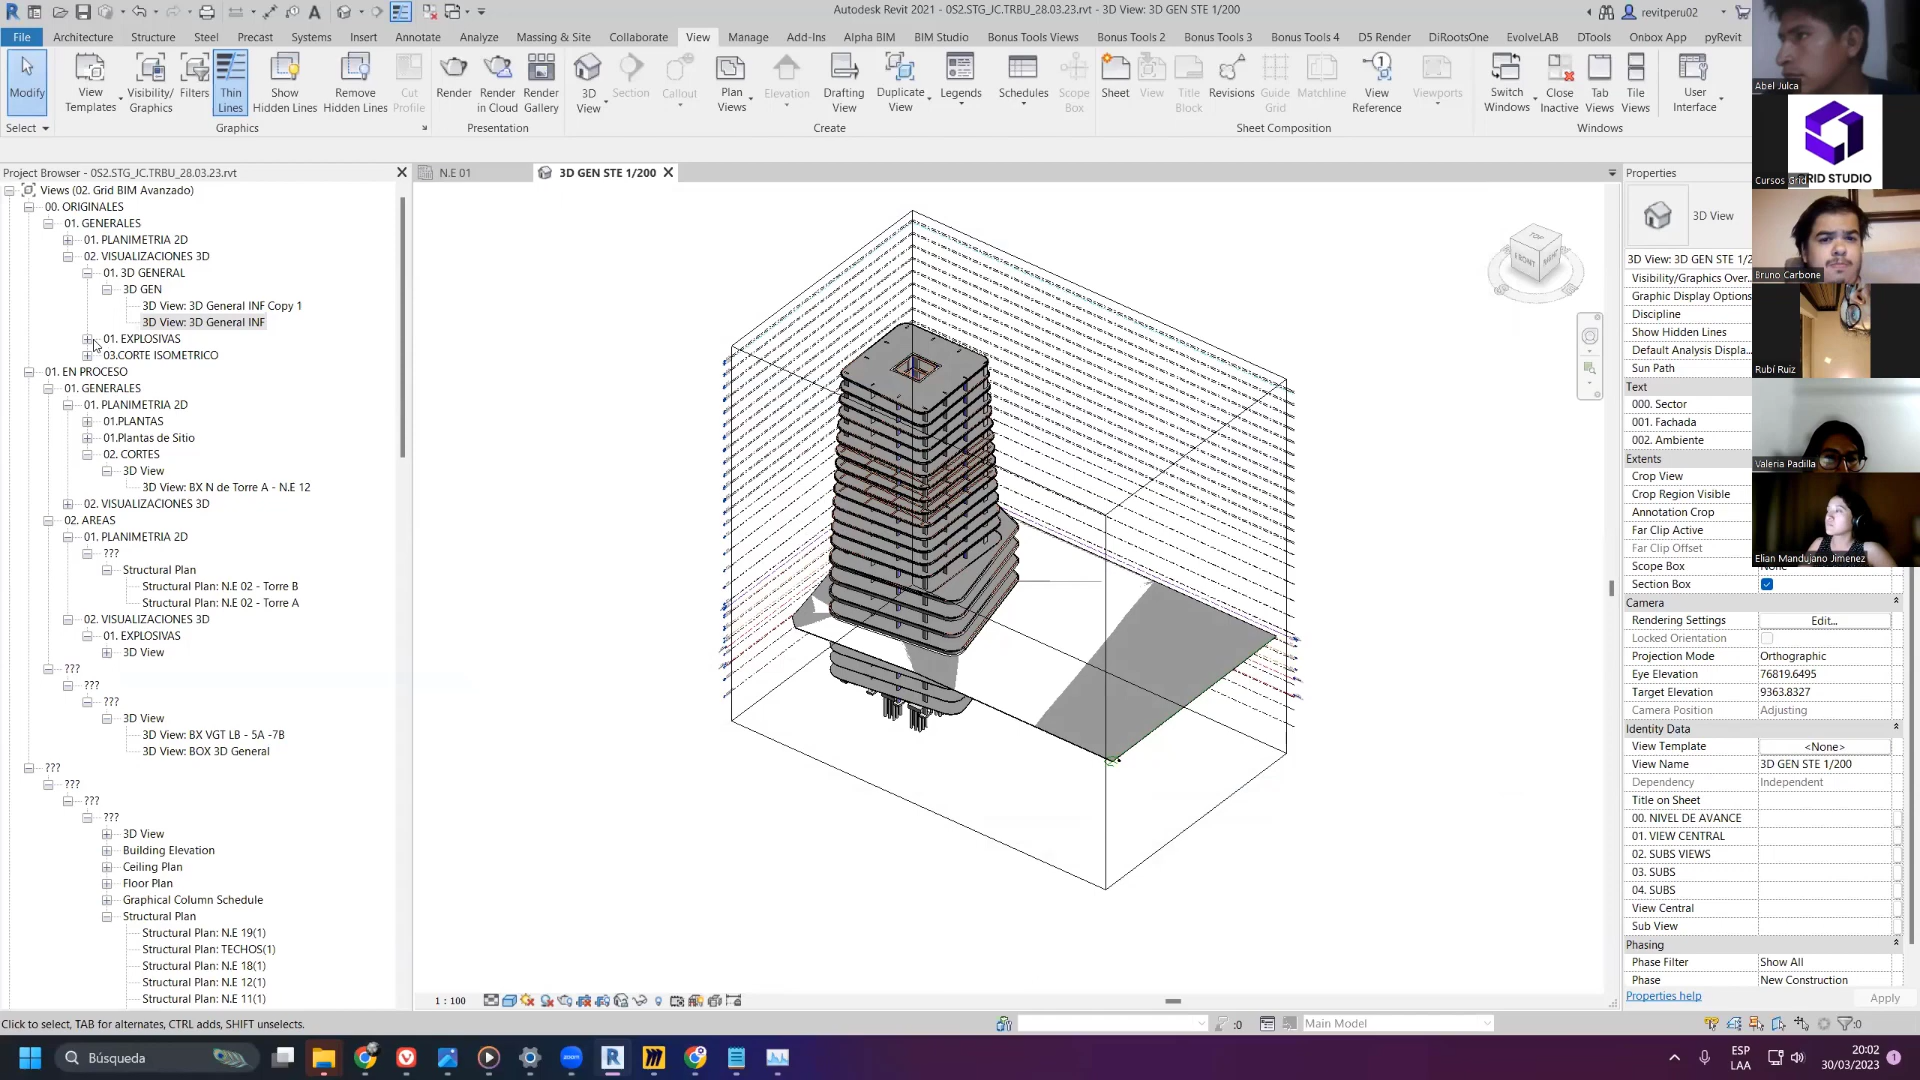 Autodesk Revit 2021 - 0S2.STG_JC.TRBU_28.03.23.rvt - 3D View: 3D GEN STE 1/200
revitperu02
File Architecture Structure Steel Precast Systems Insert Annotate Analyze Massing & Site Collaborate View Manage Add-Ins Alpha BIM BIM Studio Bonus Tools Views Bonus Tools 2 Bonus Tools 3 Bonus Tools 4 D5 Render DiRootsOne EvolveLAB DTools Onbox App pyRevit
Modify
View Templates
Visibility/ Graphics
Filters
Thin Lines
Show Hidden Lines
Remove Hidden Lines
Cut Profile
Render
Render in Cloud
Render Gallery
3D View
Section
Callout
Plan Views
Elevation
Drafting View
Duplicate View
Legends
Schedules
Scope Box
Sheet
View
Title Block
Revisions
Guide Grid
Matchline
View Reference
Viewports
Switch Windows
Close Inactive
Tab Views
Tile Views
User Interface
Select
Graphics
Presentation
Create
Sheet Composition
Windows
Project Browser - 0S2.STG_JC.TRBU_28.03.23.rvt
Views (02. Grid BIM Avanzado)
00. ORIGINALES
01. GENERALES
01. PLANIMETRIA 2D
02. VISUALIZACIONES 3D
01. 3D GENERAL
3D GEN
3D View: 3D General INF Copy 1
3D View: 3D General INF
01. EXPLOSIVAS
03.CORTE ISOMETRICO
01. EN PROCESO
01. GENERALES
01. PLANIMETRIA 2D
01.PLANTAS
01.Plantas de Sitio
02. CORTES
3D View
3D View: BX N de Torre A - N.E 12
02. VISUALIZACIONES 3D
02. AREAS
01. PLANIMETRIA 2D
???
Structural Plan
Structural Plan: N.E 02 - Torre B
Structural Plan: N.E 02 - Torre A
02. VISUALIZACIONES 3D
01. EXPLOSIVAS
3D View
???
???
???
3D View
3D View: BX VGT LB - 5A -7B
3D View: BOX 3D General
???
???
???
???
3D View
Building Elevation
Ceiling Plan
Floor Plan
Graphical Column Schedule
Structural Plan
Structural Plan: N.E 19(1)
Structural Plan: TECHOS(1)
Structural Plan: N.E 18(1)
Structural Plan: N.E 12(1)
Structural Plan: N.E 11(1)
N.E 01
3D GEN STE 1/200
TOP
FRONT
RIGHT
1 : 100
Properties
3D View
3D View: 3D GEN STE 1/2
Visibility/Graphics Over...
Graphic Display Options
Discipline
Show Hidden Lines
Default Analysis Displa...
Sun Path
Text
000. Sector
001. Fachada
002. Ambiente
Extents
Crop View
Crop Region Visible
Annotation Crop
Far Clip Active
Far Clip Offset
Scope Box None
Section Box
Camera
Rendering Settings Edit...
Locked Orientation
Projection Mode Orthographic
Eye Elevation 76819.6495
Target Elevation 9363.8327
Camera Position Adjusting
Identity Data
View Template <None>
View Name 3D GEN STE 1/200
Dependency Independent
Title on Sheet
00. NIVEL DE AVANCE
01. VIEW CENTRAL
02. SUBS VIEWS
03. SUBS
04. SUBS
View Central
Sub View
Phasing
Phase Filter Show All
Phase New Construction
Properties help
Apply
Abel Julca
GRID STUDIO
Cursos Grid
Bruno Carbone
Rubí Ruiz
Valeria Padilla
Elian Mandujano Jimenez
Click to select, TAB for alternates, CTRL adds, SHIFT unselects.
:0
Main Model
:0
Búsqueda
zoom
ESP
LAA
20:02
30/03/2023
1